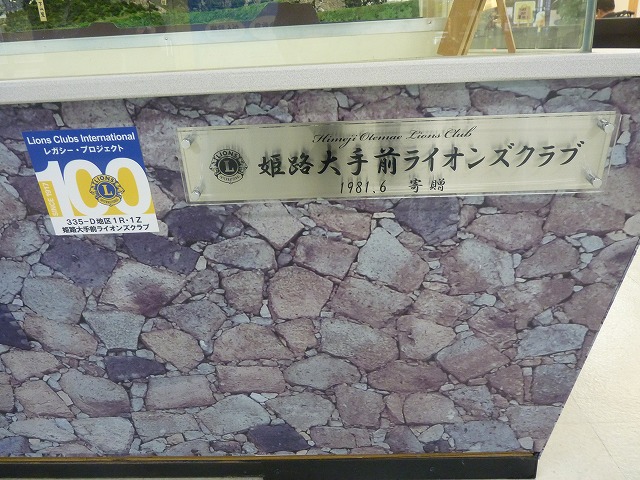 Lions Clubs International
レガシー・プロジェクト
100
LIONS
L
335-D地区1R・1Z
姫路大手前ライオンズクラブ
Himeji Otemae Lions Club
LIONS
L
姫路大手前ライオンズクラブ
1981.6 寄贈